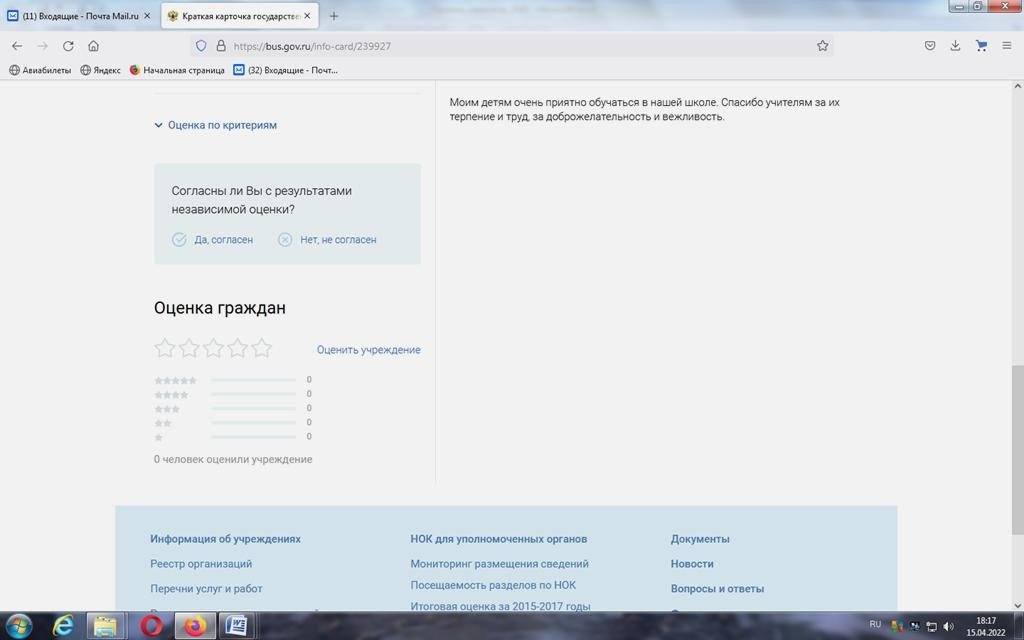 (11) Входящие - Почта Mail.ru
Краткая карточка государстве
https://bus.gov.ru/info-card/239927
Авиабилеты
Яндекс
Начальная страница
(32) Входящие - Почт...
Моим детям очень приятно обучаться в нашей школе. Спасибо учителям за их
терпение и труд, за доброжелательность и вежливость.
Оценка по критериям
Согласны ли Вы с результатами
независимой оценки?
Да, согласен
Нет, не согласен
Оценка граждан
Оценить учреждение
0
0
0
0
0
0 человек оценили учреждение
Информация об учреждениях
Реестр организаций
Перечни услуг и работ
НОК для уполномоченных органов
Мониторинг размещения сведений
Посещаемость разделов по НОК
Итоговая оценка за 2015-2017 годы
Документы
Новости
Вопросы и ответы
RU
18:17
15.04.2022